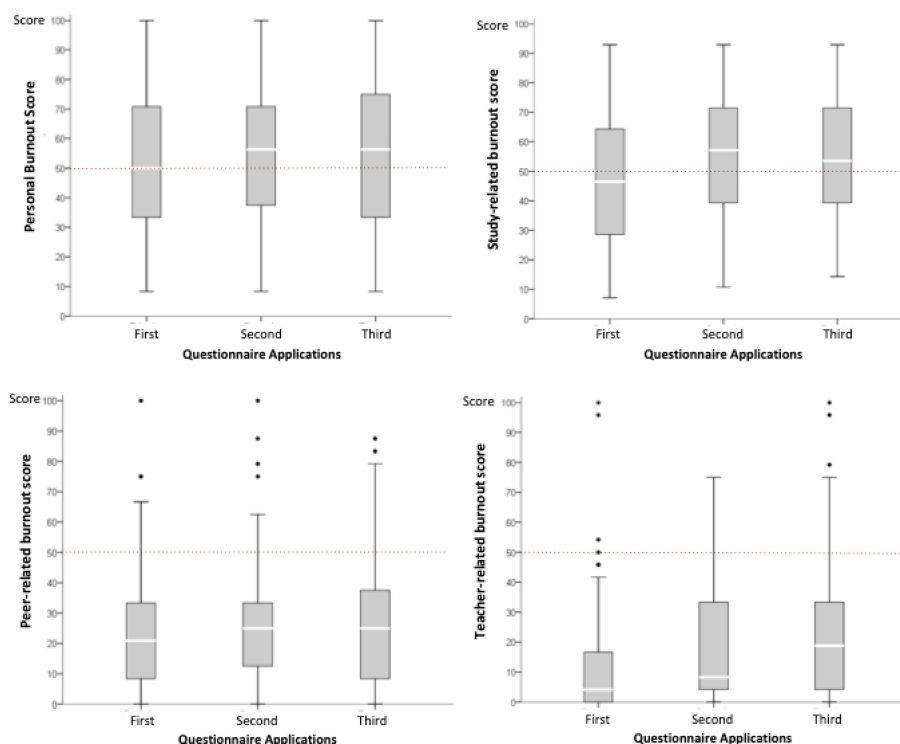 Score
100
90
80
70
60
50
40
30
20
10
0
Personal Burnout Score
First Second Third
Questionnaire Applications
Score
100
90
80
70
60
50
40
30
20
10
0
Study-related burnout score
First Second Third
Questionnaire Applications
Score
100
90
80
70
60
50
40
30
20
10
0
Peer-related burnout score
First Second Third
Questionnaire Applications
Score
100
90
80
70
60
50
40
30
20
10
0
Teacher-related burnout score
First Second Third
Questionnaire Applications